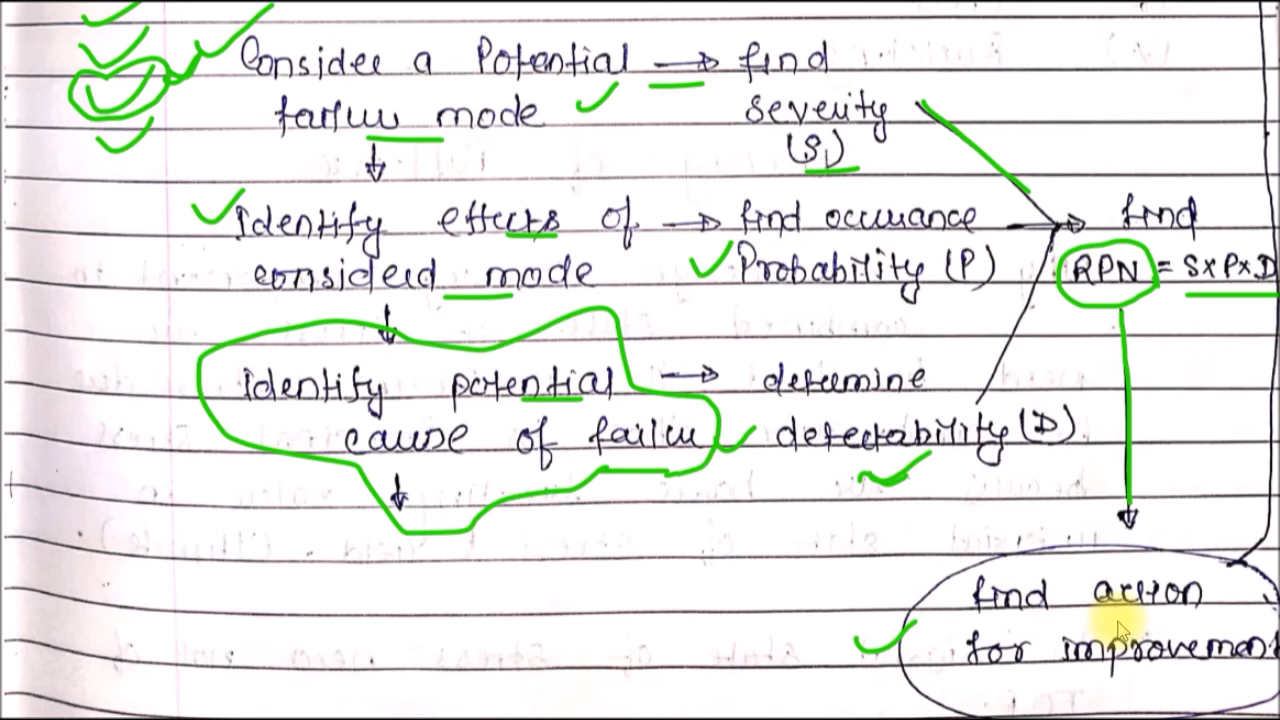 Consider a Potential → find
failure mode severity
(S)
↓
Identify effects of → find occurance → find
considerd mode Probability (P) RPN = S×P×D
↓
Identify potential → determine
cause of failure detectability (D)
↓
find action
for improvement